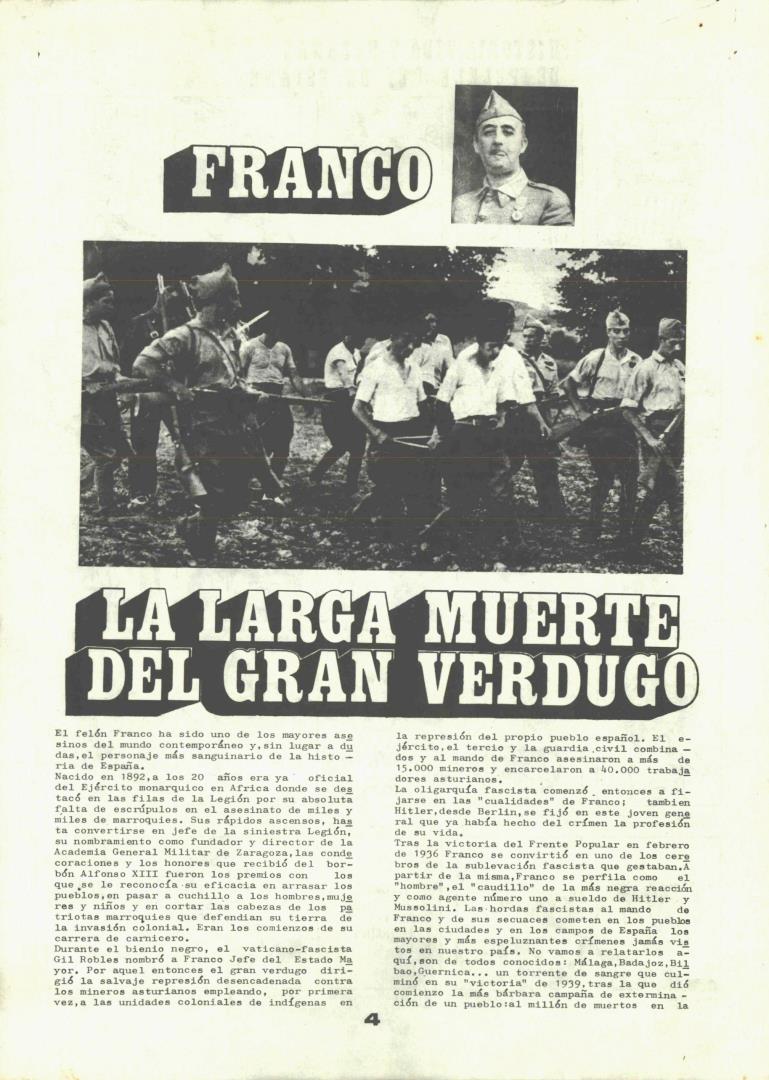 FRANCO
LA LARGA MUERTE
DEL GRAN VERDUGO
El felón Franco ha sido uno de los mayores ase
sinos del mundo contemporáneo y,sin lugar a du
das,el personaje más sanguinario de la histo -
ria de España.
Nacido en 1892,a los 20 años era ya oficial
del Ejército monarquico en Africa donde se des
tacó en las filas de la Legión por su absoluta
falta de escrúpulos en el asesinato de miles y
miles de marroquies. Sus rápidos ascensos, has
ta convertirse en jefe de la siniestra Legión,
su nombramiento como fundador y director de la
Academia General Militar de Zaragoza,las conde
coraciones y los honores que recibió del bor-
bón Alfonso XIII fueron los premios con los
que se le reconocía su eficacia en arrasar los
pueblos,en pasar a cuchillo a los hombres,muje
res y niños y en cortar las cabezas de los pa
triotas marroquies que defendian su tierra de
la invasión colonial. Eran los comienzos de su
carrera de carnicero.
Durante el bienio negro, el vaticano-fascista
Gil Robles nombró a Franco Jefe del Estado Ma
yor. Por aquel entonces el gran verdugo diri-
gió la salvaje represión desencadenada contra
los mineros asturianos empleando, por primera
vez,a las unidades coloniales de indígenas en
la represión del propio pueblo español. El e-
jército,el tercio y la guardia civil combina -
dos y al mando de Franco asesinaron a más de
15.000 mineros y encarcelaron a 40.000 trabaja
dores asturianos.
La oligarquía fascista comenzó entonces a fi-
jarse en las "cualidades" de Franco; tambien
Hitler,desde Berlin,se fijó en este joven gene
ral que ya había hecho del crímen la profesión
de su vida.
Tras la victoria del Frente Popular en febrero
de 1936 Franco se convirtió en uno de los cere
bros de la sublevación fascista que gestaban.A
partir de la misma,Franco se perfila como el
"hombre",el "caudillo" de la más negra reacción
y como agente número uno a sueldo de Hitler y
Mussolini. Las hordas fascistas al mando de
Franco y de sus secuaces cometen en los pueblos
en las ciudades y en los campos de España los
mayores y más espeluznantes crímenes jamás vis
tos en nuestro país. No vamos a relatarlos a-
quí,son de todos conocidos: Málaga,Badajoz,Bil
bao,Guernica... un torrente de sangre que cul-
minó en su "victoria" de 1939,tras la que dió
comienzo la más bárbara campaña de extermina -
ción de un pueblo:al millón de muertos en la
4